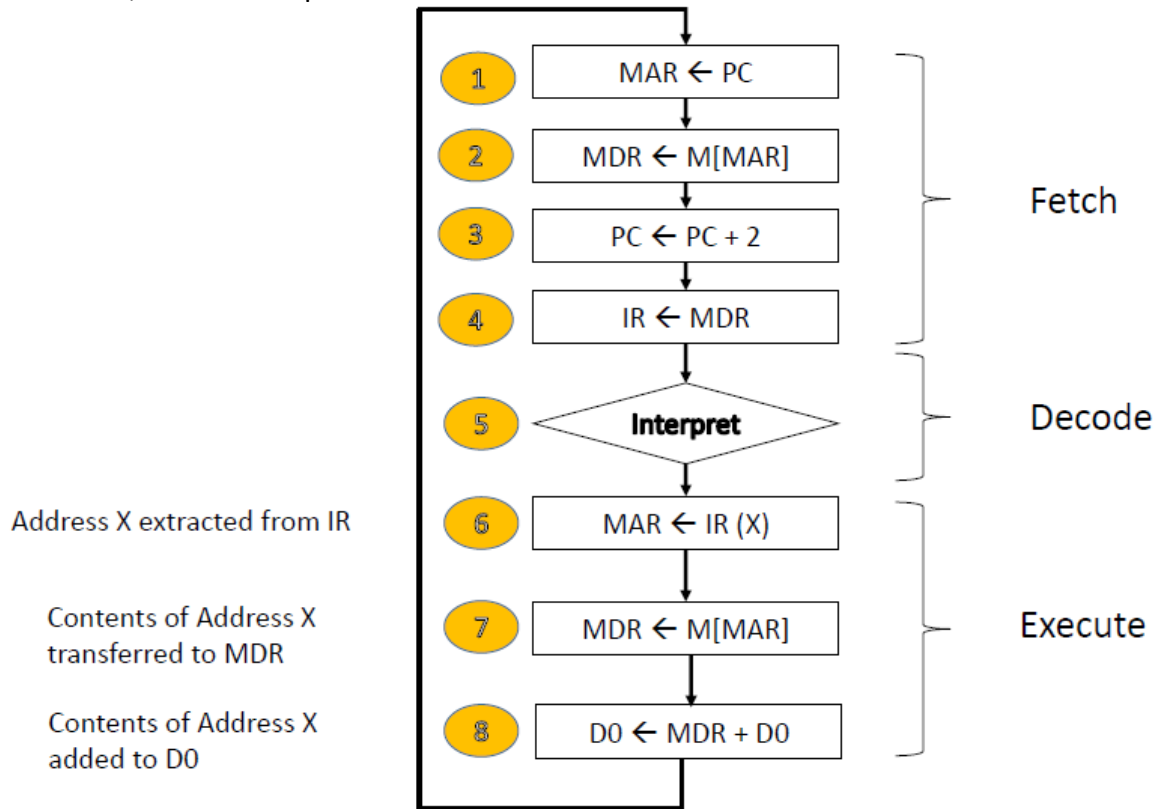 1
MAR ← PC
2
MDR ← M[MAR]
3
PC ← PC + 2
4
IR ← MDR
Fetch
5
Interpret
Decode
Address X extracted from IR
6
MAR ← IR (X)
Contents of Address X
transferred to MDR
7
MDR ← M[MAR]
Execute
Contents of Address X
added to D0
8
D0 ← MDR + D0